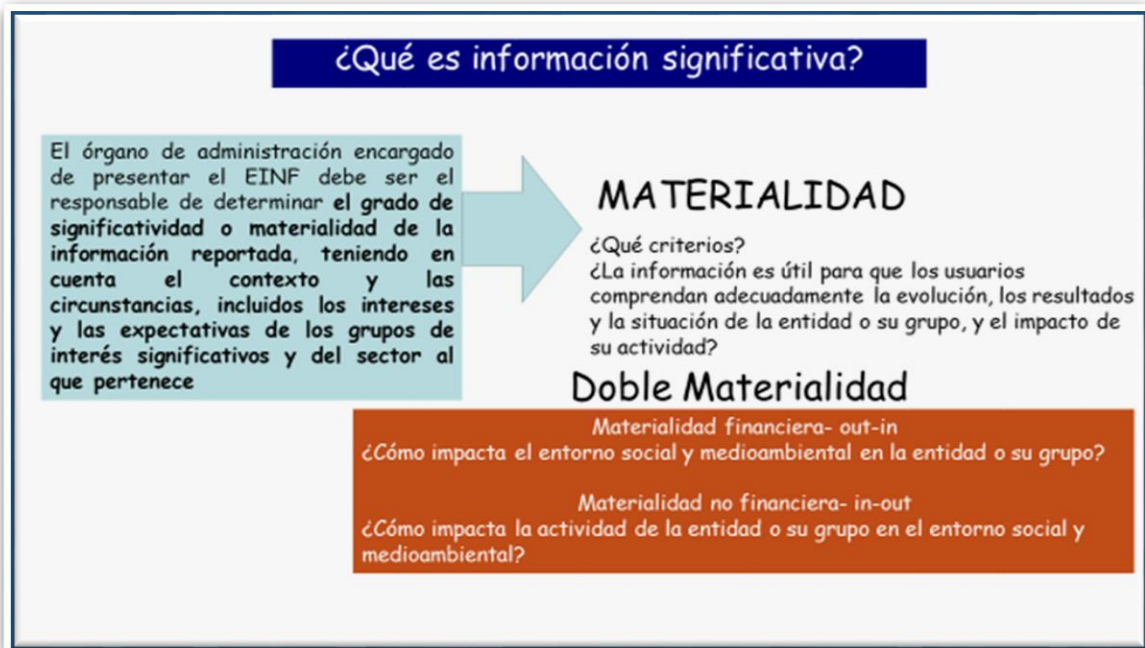 ¿Qué es información significativa?
El órgano de administración encargado
de presentar el EINF debe ser el
responsable de determinar el grado de
significatividad o materialidad de la
información reportada, teniendo en
cuenta el contexto y las
circunstancias, incluidos los intereses
y las expectativas de los grupos de
interés significativos y del sector al
que pertenece
MATERIALIDAD
¿Qué criterios?
¿La información es útil para que los usuarios
comprendan adecuadamente la evolución, los resultados
y la situación de la entidad o su grupo, y el impacto de
su actividad?
Doble Materialidad
Materialidad financiera- out-in
¿Cómo impacta el entorno social y medioambiental en la entidad o su grupo?
Materialidad no financiera- in-out
¿Cómo impacta la actividad de la entidad o su grupo en el entorno social y
medioambiental?